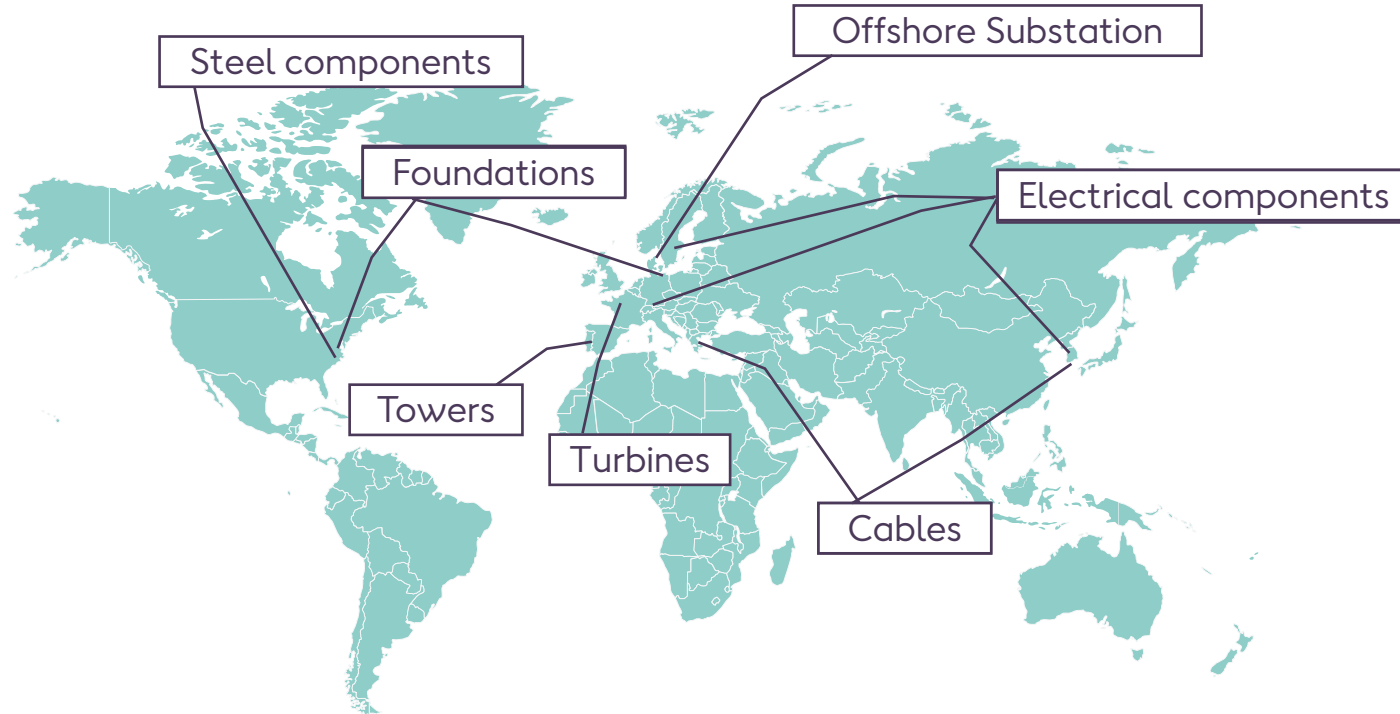 Offshore Substation
Steel components
Foundations
Electrical components
Towers
Turbines
Cables